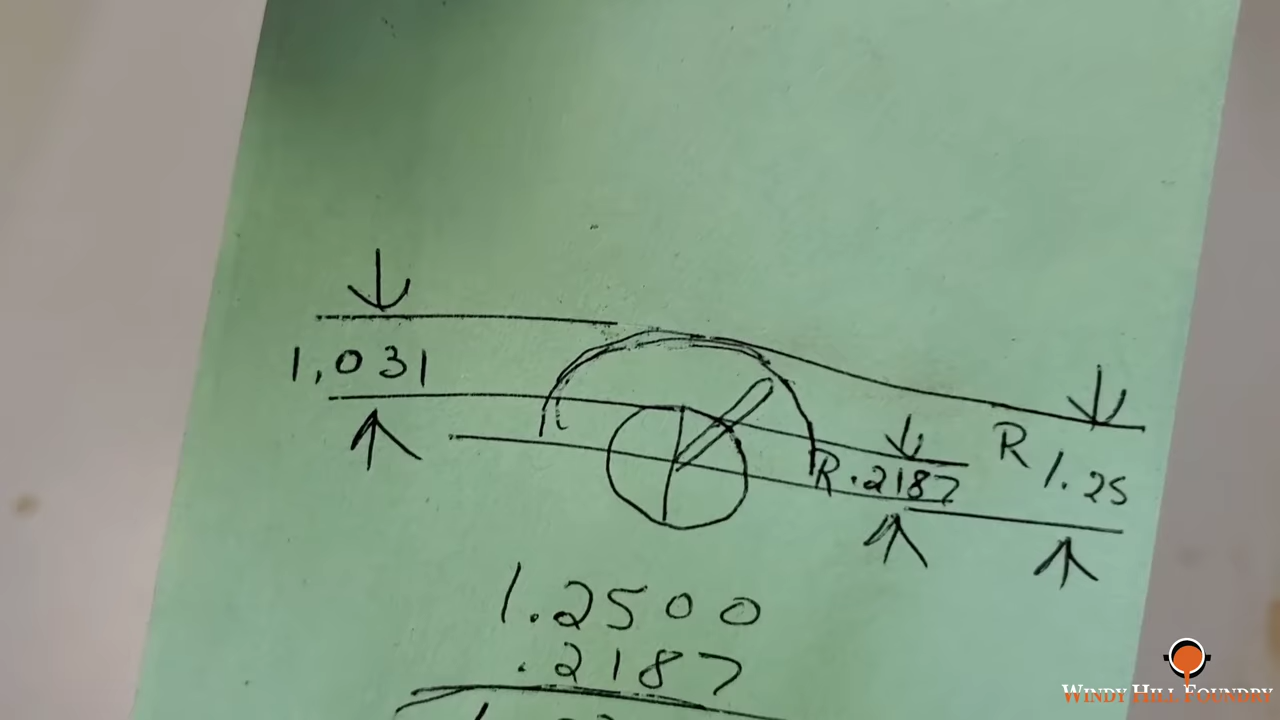 1,031
R 1.25
R.2187
1.2500
.2187
WINDY HILL FOUNDRY